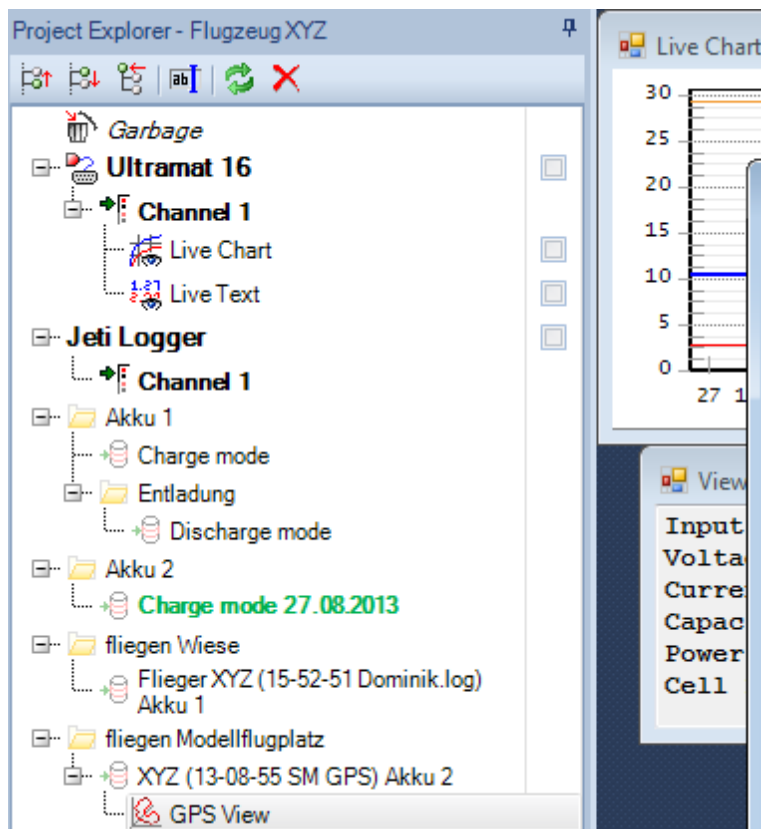 Project Explorer - Flugzeug XYZ
Garbage
Ultramat 16
Channel 1
Live Chart
Live Text
Jeti Logger
Channel 1
Akku 1
Charge mode
Entladung
Discharge mode
Akku 2
Charge mode 27.08.2013
fliegen Wiese
Flieger XYZ (15-52-51 Dominik.log)
Akku 1
fliegen Modellflugplatz
XYZ (13-08-55 SM GPS) Akku 2
GPS View
Live Chart
30
25
20
15
10
5
0
27 1
View
Input
Volta
Curre
Capac
Power
Cell